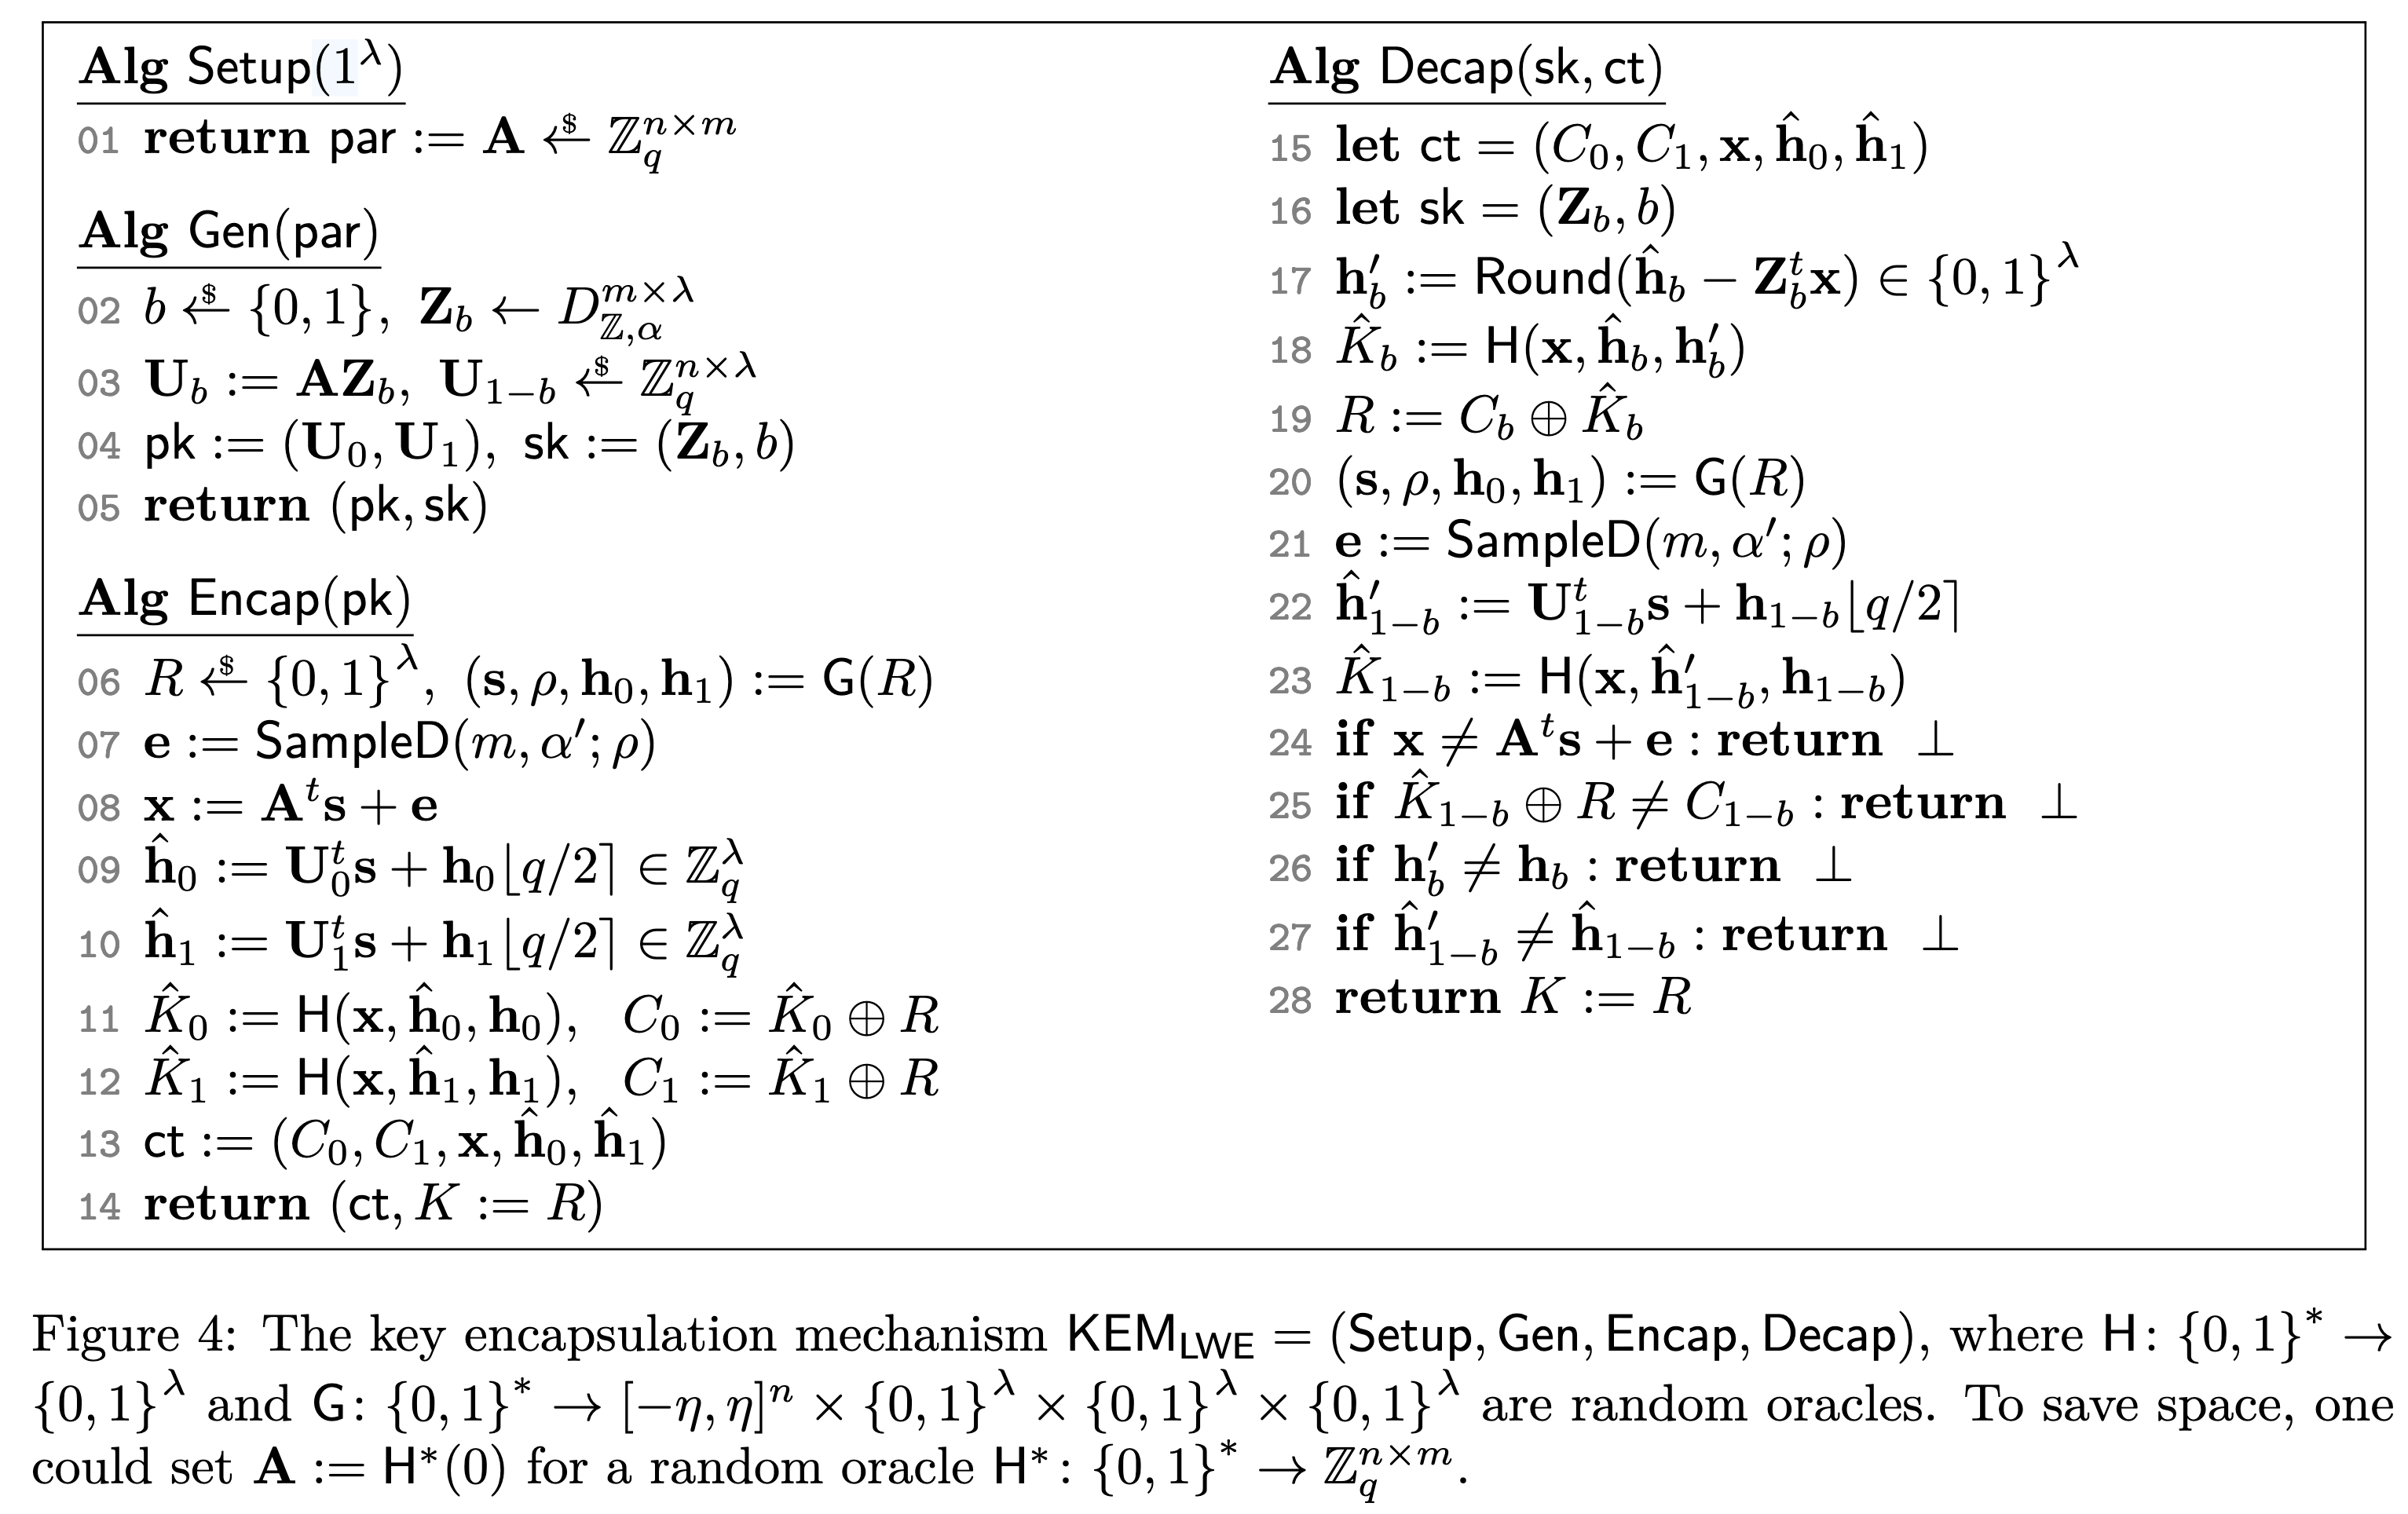 Alg Setup(1^λ)
01 return par := A ←$ ℤ_q^{n×m}
Alg Gen(par)
02 b ←$ {0, 1}, Z_b ← D_{ℤ,α}^{m×λ}
03 U_b := AZ_b, U_{1−b} ←$ ℤ_q^{n×λ}
04 pk := (U_0, U_1), sk := (Z_b, b)
05 return (pk, sk)
Alg Encap(pk)
06 R ←$ {0, 1}^λ, (s, ρ, h_0, h_1) := G(R)
07 e := SampleD(m, α′; ρ)
08 x := A^t s + e
09 ĥ_0 := U_0^t s + h_0⌊q/2⌉ ∈ ℤ_q^λ
10 ĥ_1 := U_1^t s + h_1⌊q/2⌉ ∈ ℤ_q^λ
11 K̂_0 := H(x, ĥ_0, h_0), C_0 := K̂_0 ⊕ R
12 K̂_1 := H(x, ĥ_1, h_1), C_1 := K̂_1 ⊕ R
13 ct := (C_0, C_1, x, ĥ_0, ĥ_1)
14 return (ct, K := R)
Alg Decap(sk, ct)
15 let ct = (C_0, C_1, x, ĥ_0, ĥ_1)
16 let sk = (Z_b, b)
17 h′_b := Round(ĥ_b − Z_b^t x) ∈ {0, 1}^λ
18 K̂_b := H(x, ĥ_b, h′_b)
19 R := C_b ⊕ K̂_b
20 (s, ρ, h_0, h_1) := G(R)
21 e := SampleD(m, α′; ρ)
22 ĥ′_{1−b} := U_{1−b}^t s + h_{1−b}⌊q/2⌉
23 K̂_{1−b} := H(x, ĥ′_{1−b}, h_{1−b})
24 if x ≠ A^t s + e : return ⊥
25 if K̂_{1−b} ⊕ R ≠ C_{1−b} : return ⊥
26 if h′_b ≠ h_b : return ⊥
27 if ĥ′_{1−b} ≠ ĥ_{1−b} : return ⊥
28 return K := R
Figure 4: The key encapsulation mechanism KEM_LWE = (Setup, Gen, Encap, Decap), where H: {0, 1}^* →
{0, 1}^λ and G: {0, 1}^* → [−η, η]^n × {0, 1}^λ × {0, 1}^λ × {0, 1}^λ are random oracles. To save space, one
could set A := H^*(0) for a random oracle H^*: {0, 1}^* → ℤ_q^{n×m}.